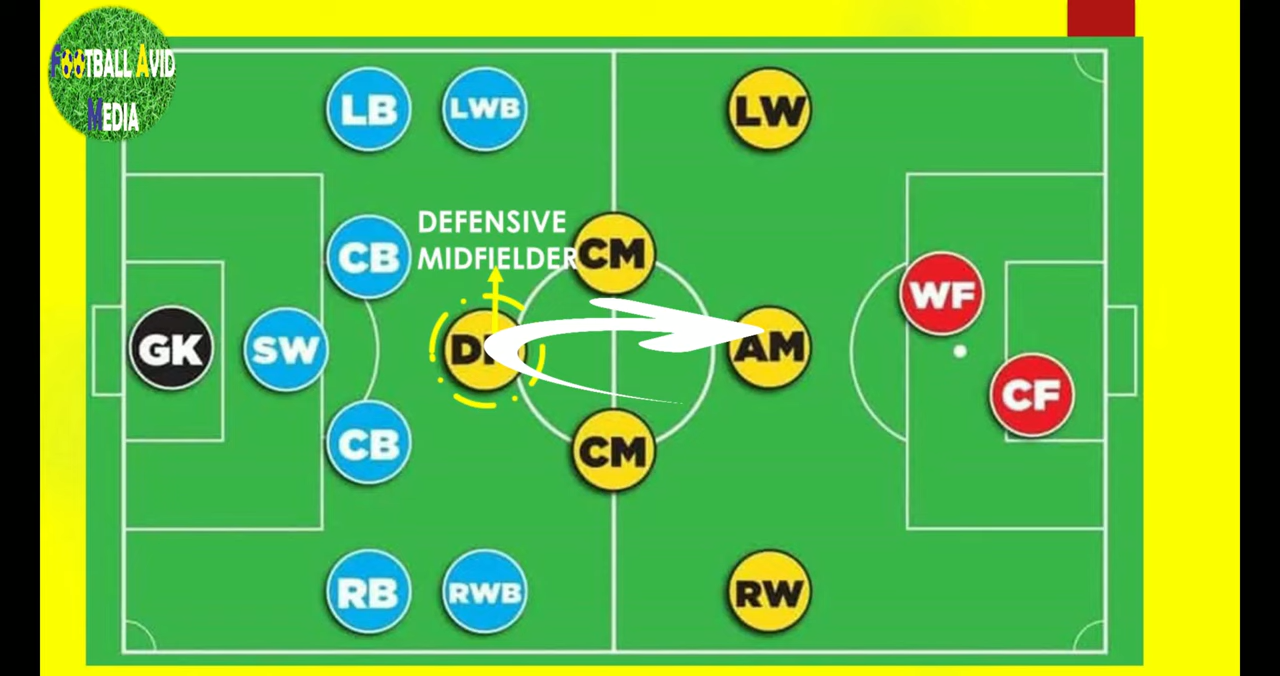 FOOTBALL AVID
MEDIA
LB
LWB
LW
DEFENSIVE
MIDFIELDER
CB
CM
WF
GK
SW
AM
CF
CB
CM
RB
RWB
RW